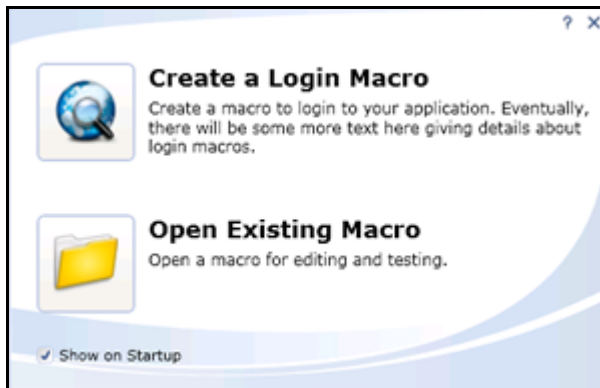 ? X
Create a Login Macro
Create a macro to login to your application. Eventually,
there will be some more text here giving details about
login macros.
Open Existing Macro
Open a macro for editing and testing.
Show on Startup